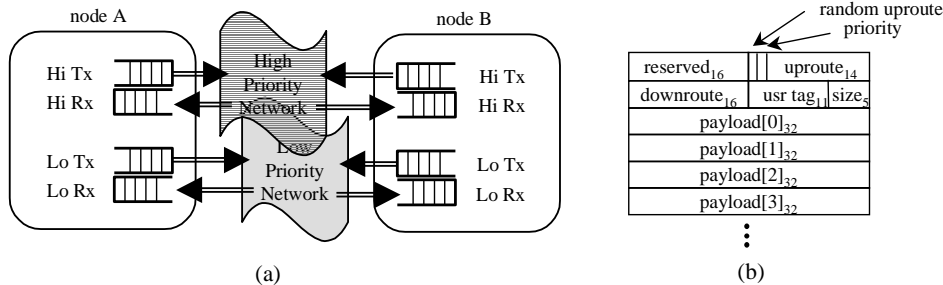 node A
node B
Hi Tx
Hi Rx
Lo Tx
Lo Rx
High
Priority
Network
Low
Priority
Network
Hi Tx
Hi Rx
Lo Tx
Lo Rx
(a)
random uproute
priority
reserved16 uproute14
downroute16 usr tag11 size5
payload[0]32
payload[1]32
payload[2]32
payload[3]32
(b)